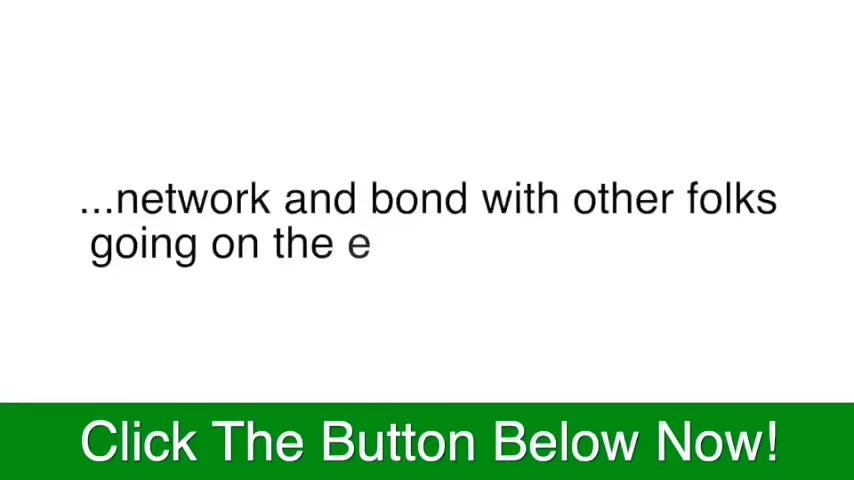 ...network and bond with other folks
going on the e
Click The Button Below Now!